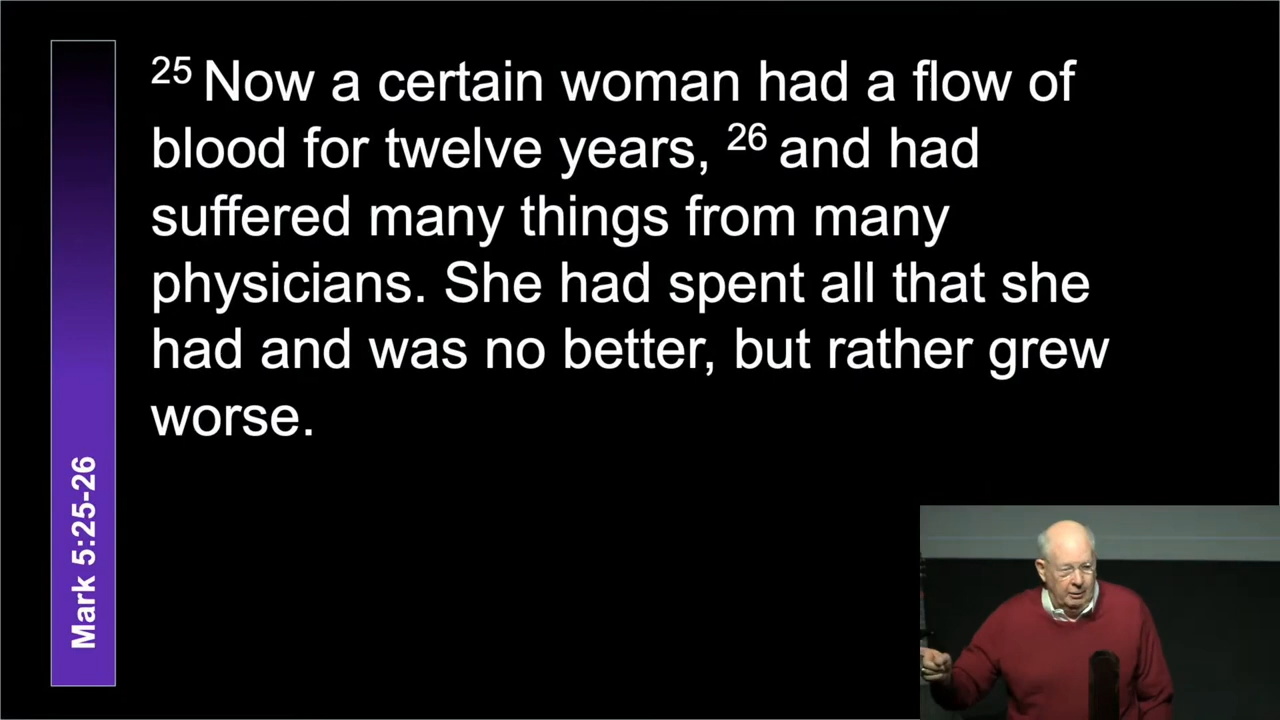 25 Now a certain woman had a flow of
blood for twelve years, 26 and had
suffered many things from many
physicians. She had spent all that she
had and was no better, but rather grew
worse.
Mark 5:25-26